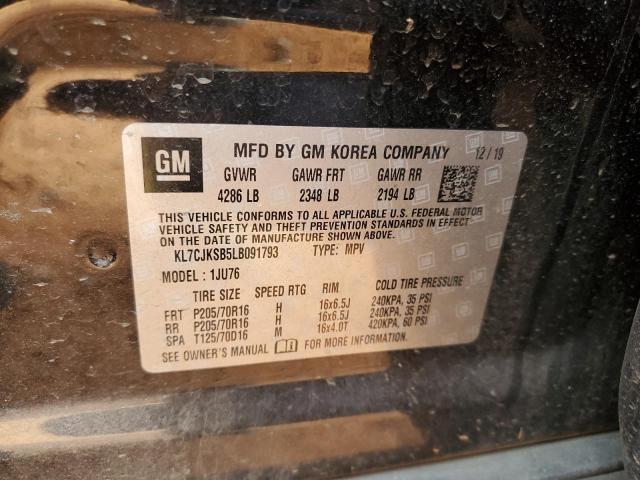 GM
MFD BY GM KOREA COMPANY 12/19
GVWR GAWR FRT GAWR RR
4286 LB 2348 LB 2194 LB
THIS VEHICLE CONFORMS TO ALL APPLICABLE U.S. FEDERAL MOTOR
VEHICLE SAFETY AND THEFT PREVENTION STANDARDS IN EFFECT ON
THE DATE OF MANUFACTURE SHOWN ABOVE.
KL7CJKSB5LB091793 TYPE: MPV
MODEL : 1JU76
TIRE SIZE SPEED RTG RIM COLD TIRE PRESSURE
FRT P205/70R16 H 16x6.5J 240KPA, 35 PSI
RR P205/70R16 H 16x6.5J 240KPA, 35 PSI
SPA T125/70D16 M 16x4.0T 420KPA, 60 PSI
SEE OWNER'S MANUAL FOR MORE INFORMATION.